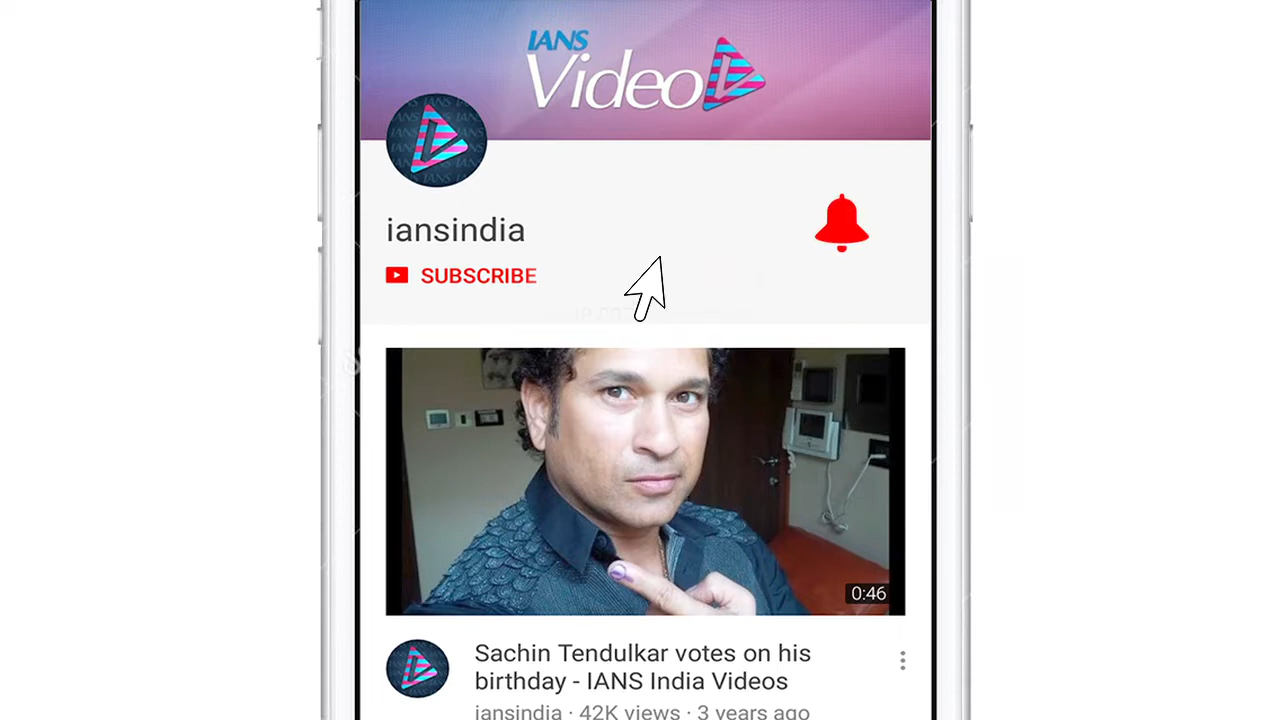 IANS
Video
iansindia
SUBSCRIBE
0:46
Sachin Tendulkar votes on his
birthday - IANS India Videos
iansindia · 42K views · 3 years ago